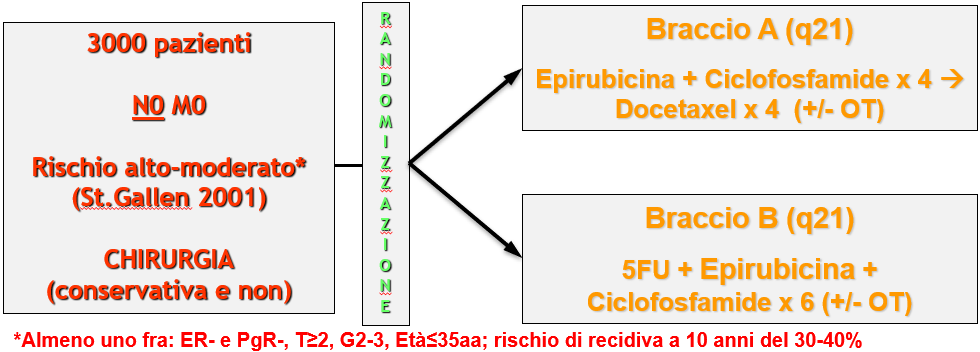 3000 pazienti
N0 M0
Rischio alto-moderato*
(St.Gallen 2001)
CHIRURGIA
(conservativa e non)
RANDOMIZZAZIONE
Braccio A (q21)
Epirubicina + Ciclofosfamide x 4 →
Docetaxel x 4 (+/- OT)
Braccio B (q21)
5FU + Epirubicina +
Ciclofosfamide x 6 (+/- OT)
*Almeno uno fra: ER- e PgR-, T≥2, G2-3, Età≤35aa; rischio di recidiva a 10 anni del 30-40%